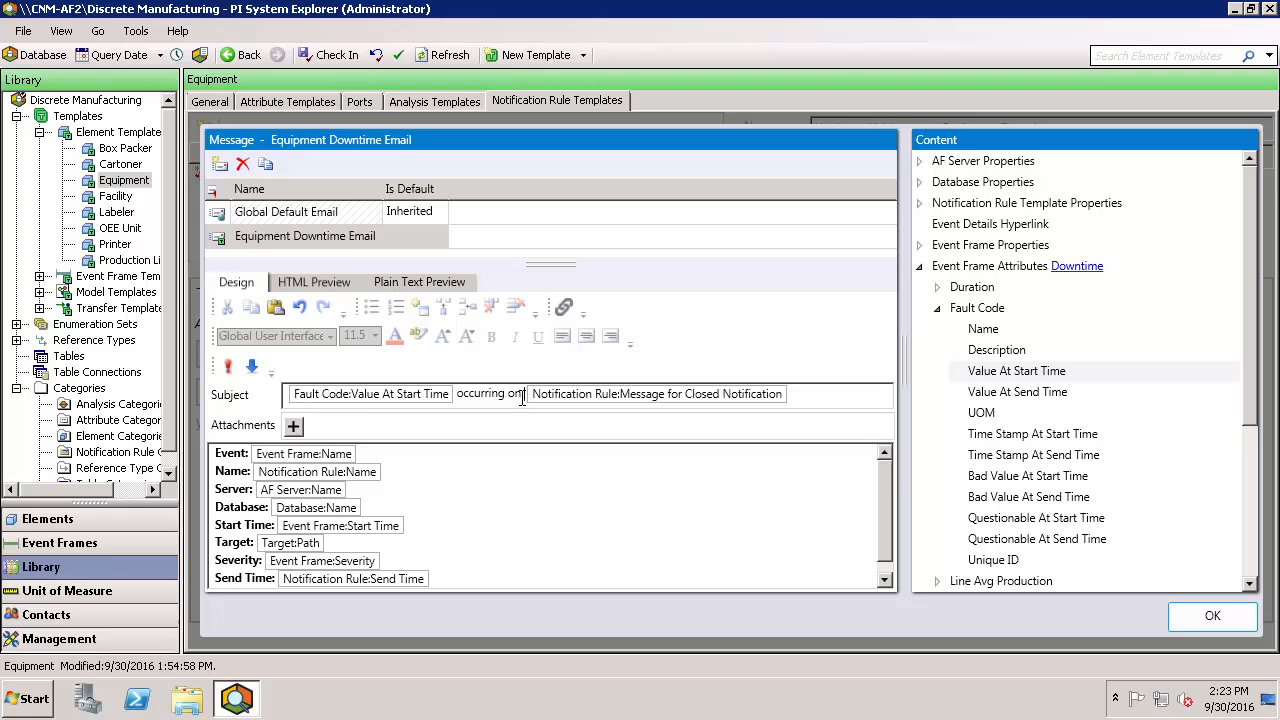 \\CNM-AF2\Discrete Manufacturing - PI System Explorer (Administrator)
File View Go Tools Help
Database Query Date Back Check In Refresh New Template Search Element Templates
Library
Discrete Manufacturing
Templates
Element Template
Box Packer
Cartoner
Equipment
Facility
Labeler
OEE Unit
Printer
Production Li
Event Frame Tem
Model Templates
Transfer Template
Enumeration Sets
Reference Types
Tables
Table Connections
Categories
Analysis Categorie
Attribute Categor
Element Categori
Notification Rule C
Reference Type C
Elements
Event Frames
Library
Unit of Measure
Contacts
Management
Equipment
General Attribute Templates Ports Analysis Templates Notification Rule Templates
Message - Equipment Downtime Email
Name Is Default
Global Default Email Inherited
Equipment Downtime Email
Design HTML Preview Plain Text Preview
Global User Interface 11.5 A B I U
Subject Fault Code:Value At Start Time occurring on Notification Rule:Message for Closed Notification
Attachments
Event: Event Frame:Name
Name: Notification Rule:Name
Server: AF Server:Name
Database: Database:Name
Start Time: Event Frame:Start Time
Target: Target:Path
Severity: Event Frame:Severity
Send Time: Notification Rule:Send Time
Content
AF Server Properties
Database Properties
Notification Rule Template Properties
Event Details Hyperlink
Event Frame Properties
Event Frame Attributes Downtime
Duration
Fault Code
Name
Description
Value At Start Time
Value At Send Time
UOM
Time Stamp At Start Time
Time Stamp At Send Time
Bad Value At Start Time
Bad Value At Send Time
Questionable At Start Time
Questionable At Send Time
Unique ID
Line Avg Production
OK
Equipment Modified:9/30/2016 1:54:58 PM.
Start
2:23 PM
9/30/2016